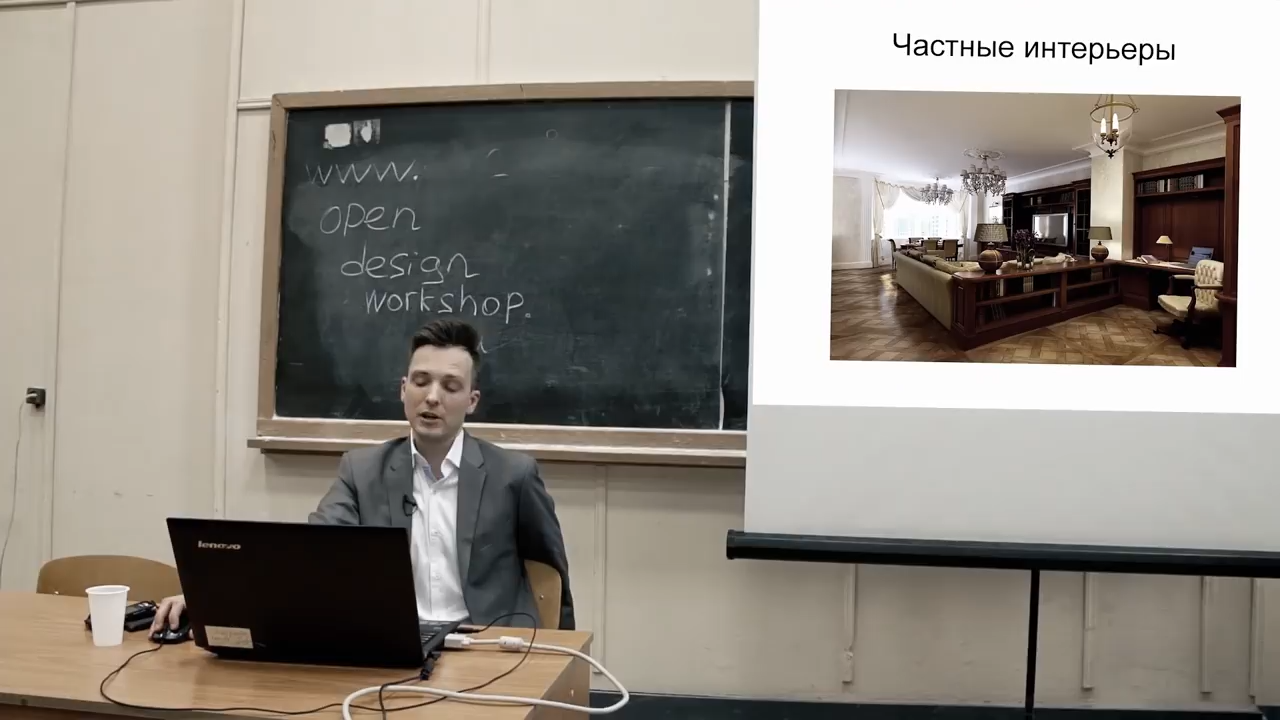 www.
open
design
workshop.
Частные интерьеры
lenovo